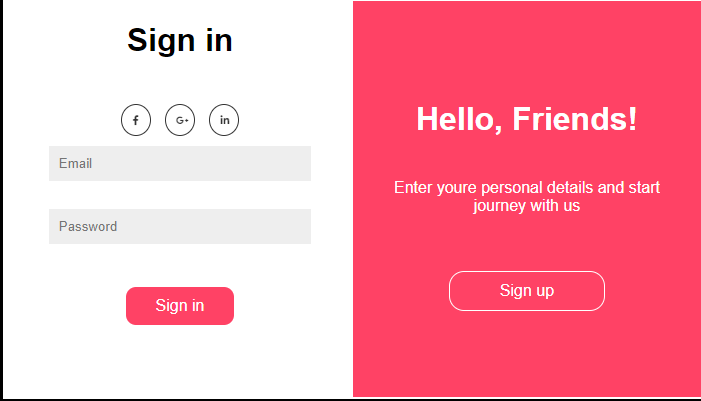 Sign in
f G+ in
Email
Password
Sign in
Hello, Friends!
Enter youre personal details and start
journey with us
Sign up